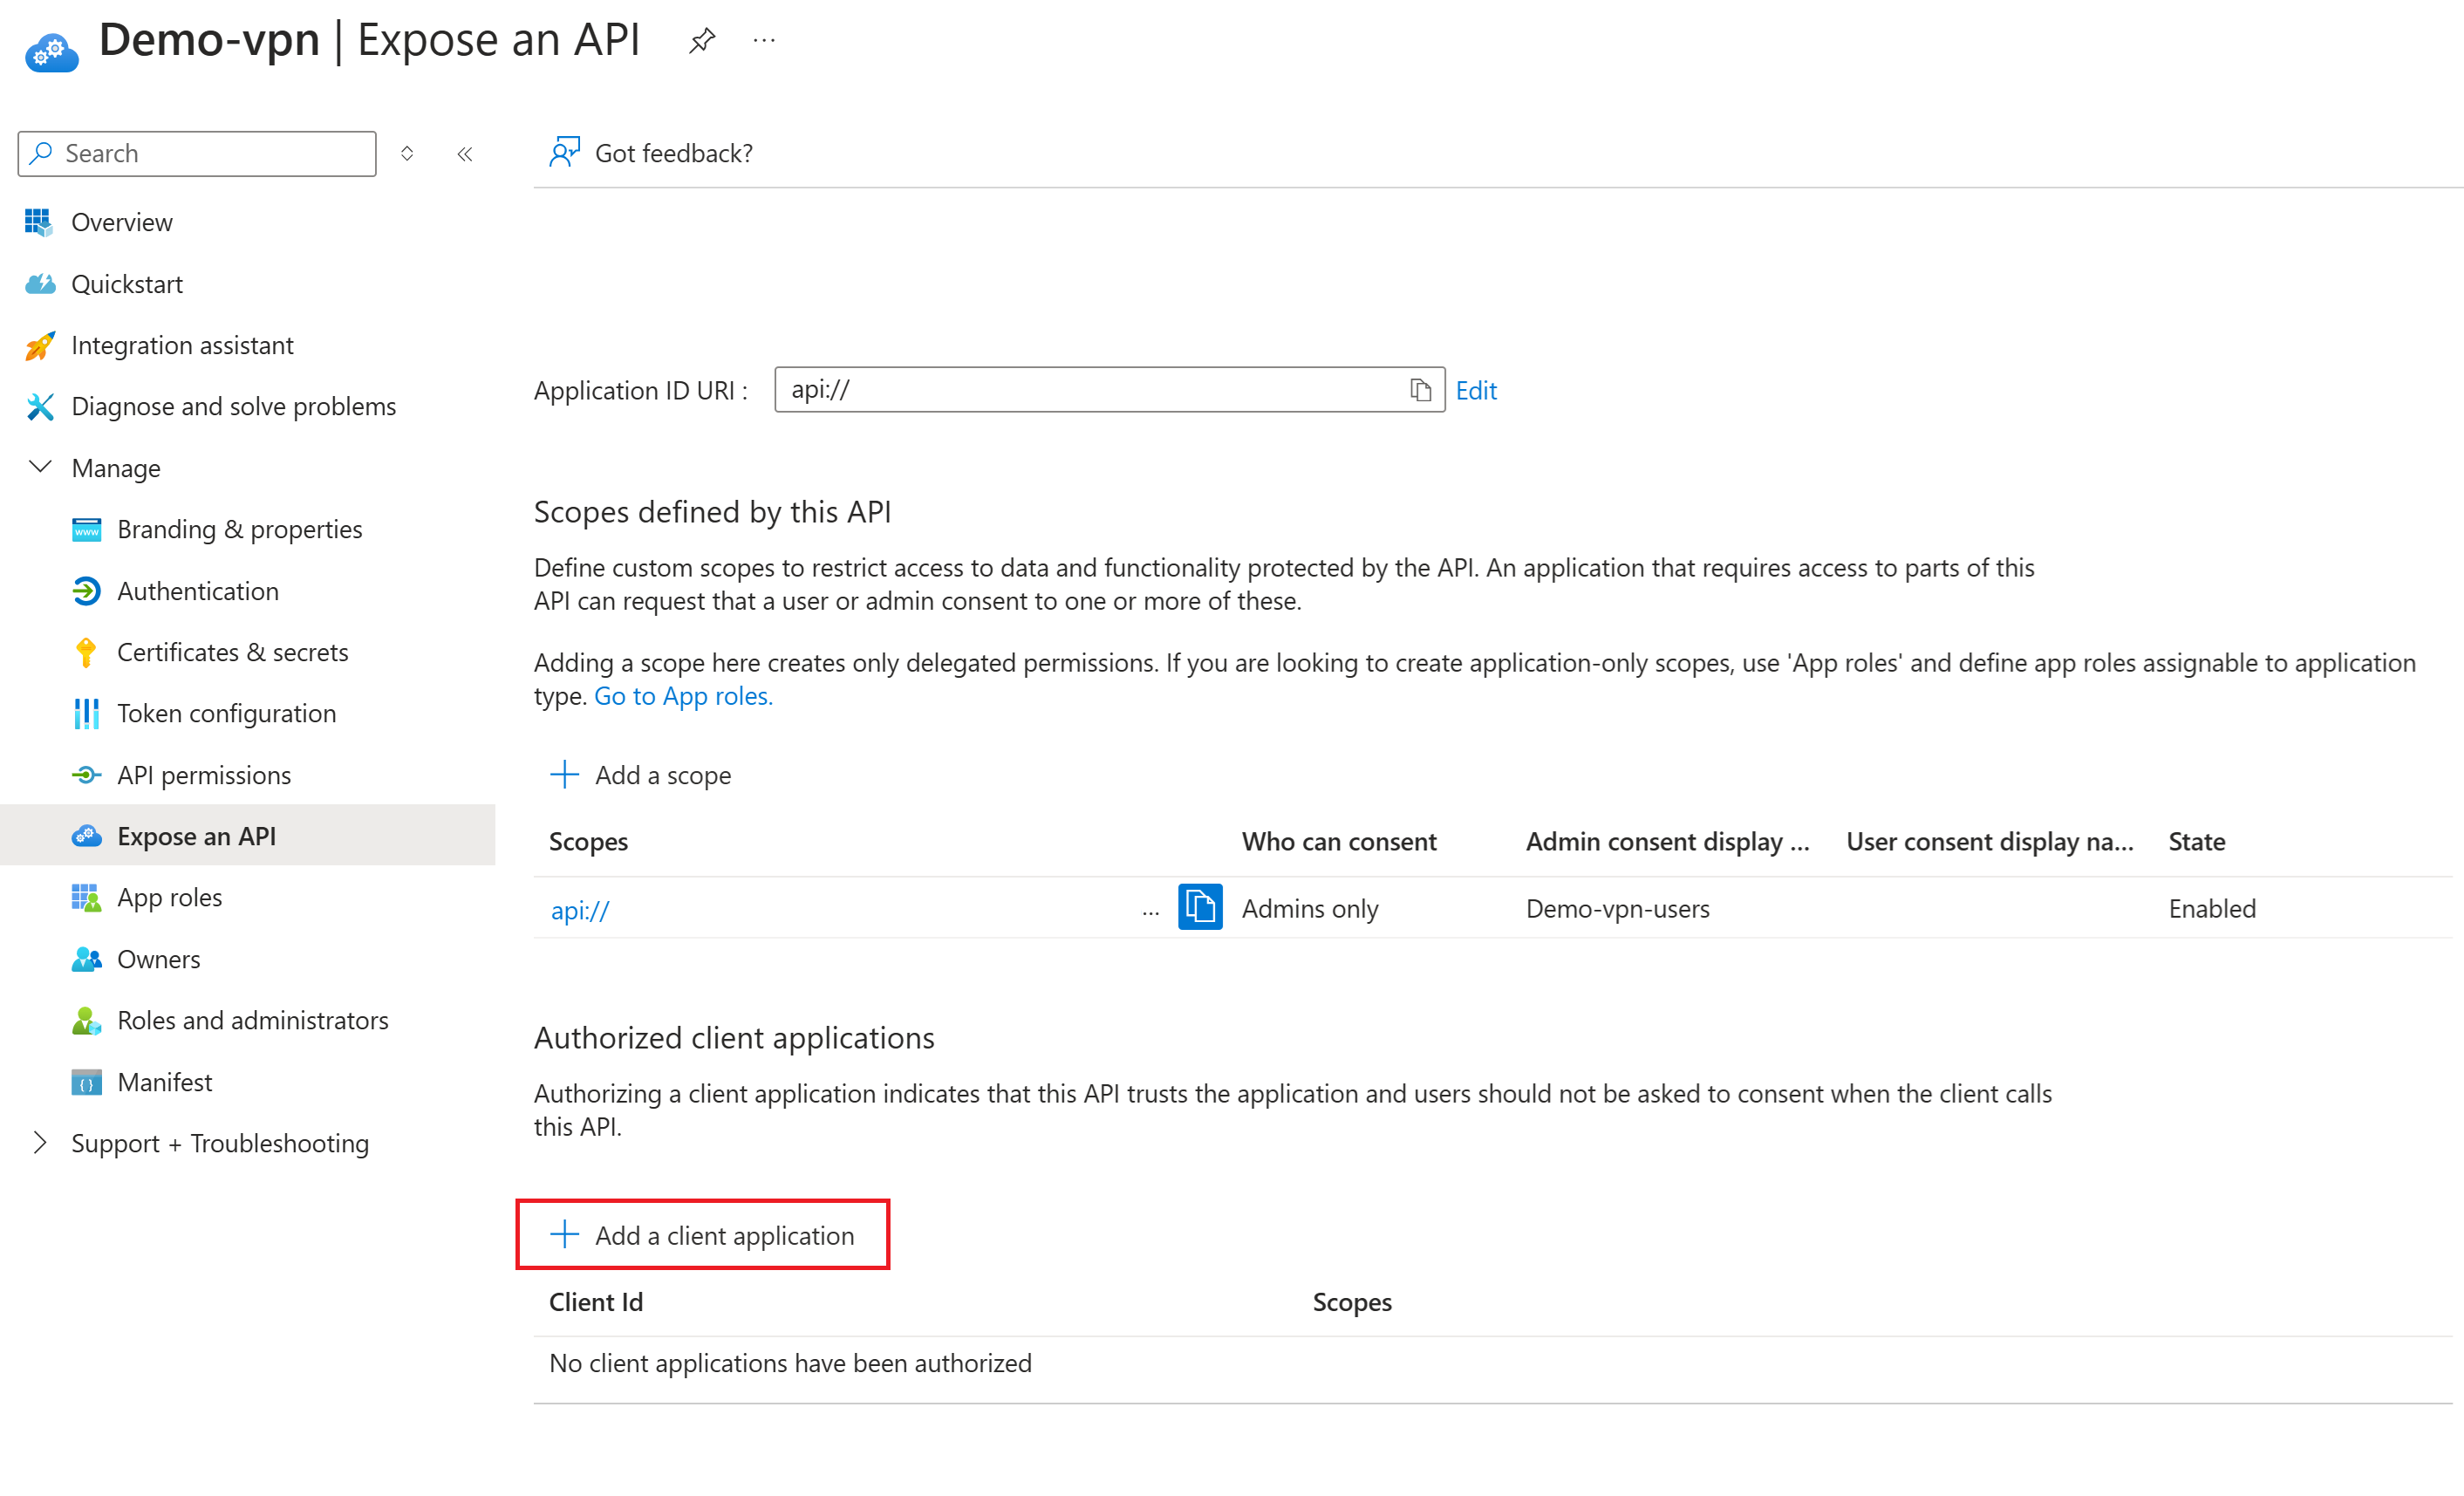 Demo-vpn | Expose an API
Search
Got feedback?
Overview
Quickstart
Integration assistant
Diagnose and solve problems
Manage
Branding & properties
Authentication
Certificates & secrets
Token configuration
API permissions
Expose an API
App roles
Owners
Roles and administrators
Manifest
Support + Troubleshooting
Application ID URI : api:// Edit
Scopes defined by this API
Define custom scopes to restrict access to data and functionality protected by the API. An application that requires access to parts of this
API can request that a user or admin consent to one or more of these.
Adding a scope here creates only delegated permissions. If you are looking to create application-only scopes, use 'App roles' and define app roles assignable to application
type. Go to App roles.
Add a scope
Scopes Who can consent Admin consent display ... User consent display na... State
api:// ... Admins only Demo-vpn-users Enabled
Authorized client applications
Authorizing a client application indicates that this API trusts the application and users should not be asked to consent when the client calls
this API.
Add a client application
Client Id Scopes
No client applications have been authorized